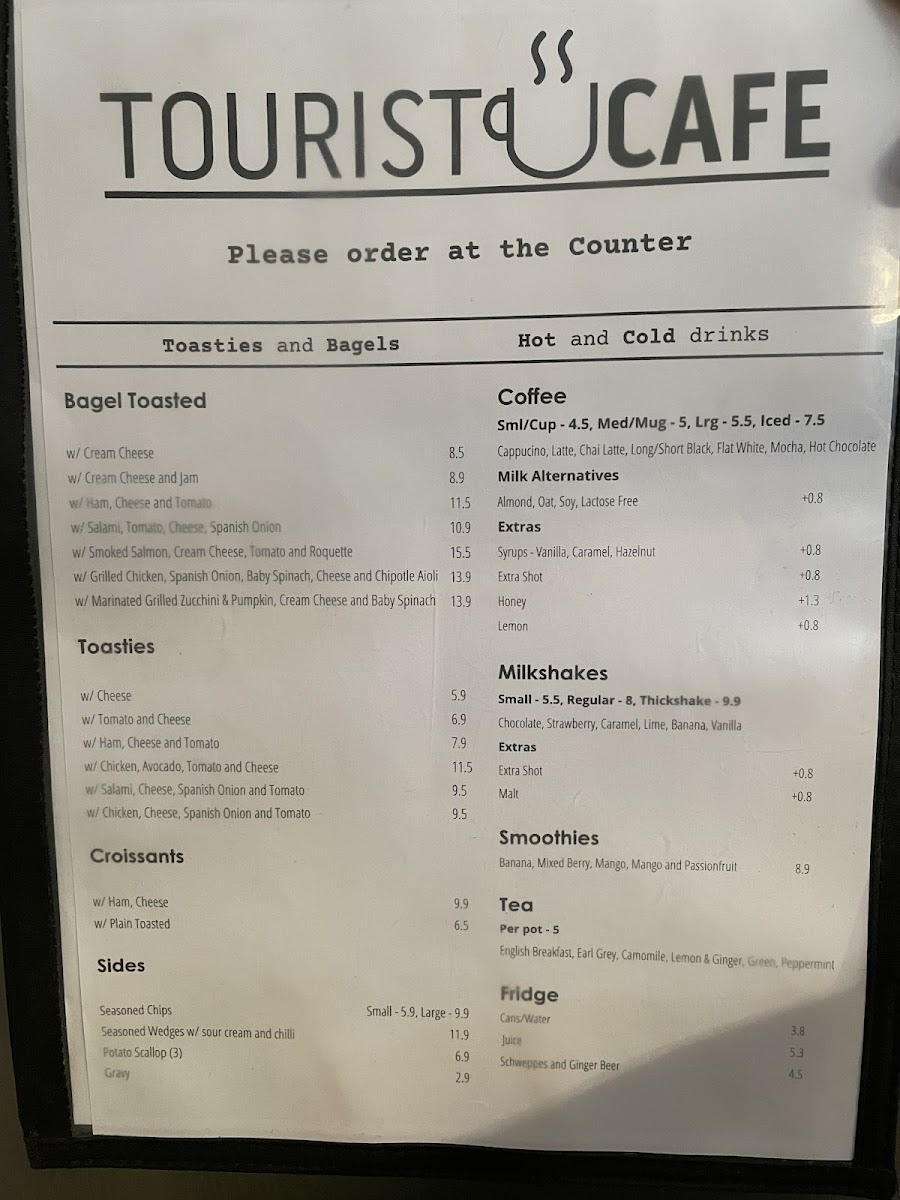 TOURIST CAFE
Please order at the Counter
Toasties and Bagels
Bagel Toasted
w/ Cream Cheese 8.5
w/ Cream Cheese and Jam 8.9
w/ Ham, Cheese and Tomato 11.5
w/ Salami, Tomato, Cheese, Spanish Onion 10.9
w/ Smoked Salmon, Cream Cheese, Tomato and Roquette 15.5
w/ Grilled Chicken, Spanish Onion, Baby Spinach, Cheese and Chipotle Aioli 13.9
w/ Marinated Grilled Zucchini & Pumpkin, Cream Cheese and Baby Spinach 13.9
Toasties
w/ Cheese 5.9
w/ Tomato and Cheese 6.9
w/ Ham, Cheese and Tomato 7.9
w/ Chicken, Avocado, Tomato and Cheese 11.5
w/ Salami, Cheese, Spanish Onion and Tomato 9.5
w/ Chicken, Cheese, Spanish Onion and Tomato 9.5
Croissants
w/ Ham, Cheese 9.9
w/ Plain Toasted 6.5
Sides
Seasoned Chips Small - 5.9, Large - 9.9
Seasoned Wedges w/ sour cream and chilli 11.9
Potato Scallop (3) 6.9
Gravy 2.9
Hot and Cold drinks
Coffee
Sml/Cup - 4.5, Med/Mug - 5, Lrg - 5.5, Iced - 7.5
Cappucino, Latte, Chai Latte, Long/Short Black, Flat White, Mocha, Hot Chocolate
Milk Alternatives
Almond, Oat, Soy, Lactose Free +0.8
Extras
Syrups - Vanilla, Caramel, Hazelnut +0.8
Extra Shot +0.8
Honey +1.3
Lemon +0.8
Milkshakes
Small - 5.5, Regular - 8, Thickshake - 9.9
Chocolate, Strawberry, Caramel, Lime, Banana, Vanilla
Extras
Extra Shot +0.8
Malt +0.8
Smoothies
Banana, Mixed Berry, Mango, Mango and Passionfruit 8.9
Tea
Per pot - 5
English Breakfast, Earl Grey, Camomile, Lemon & Ginger, Green, Peppermint
Fridge
Cans/Water 3.8
Juice 5.3
Schweppes and Ginger Beer 4.5